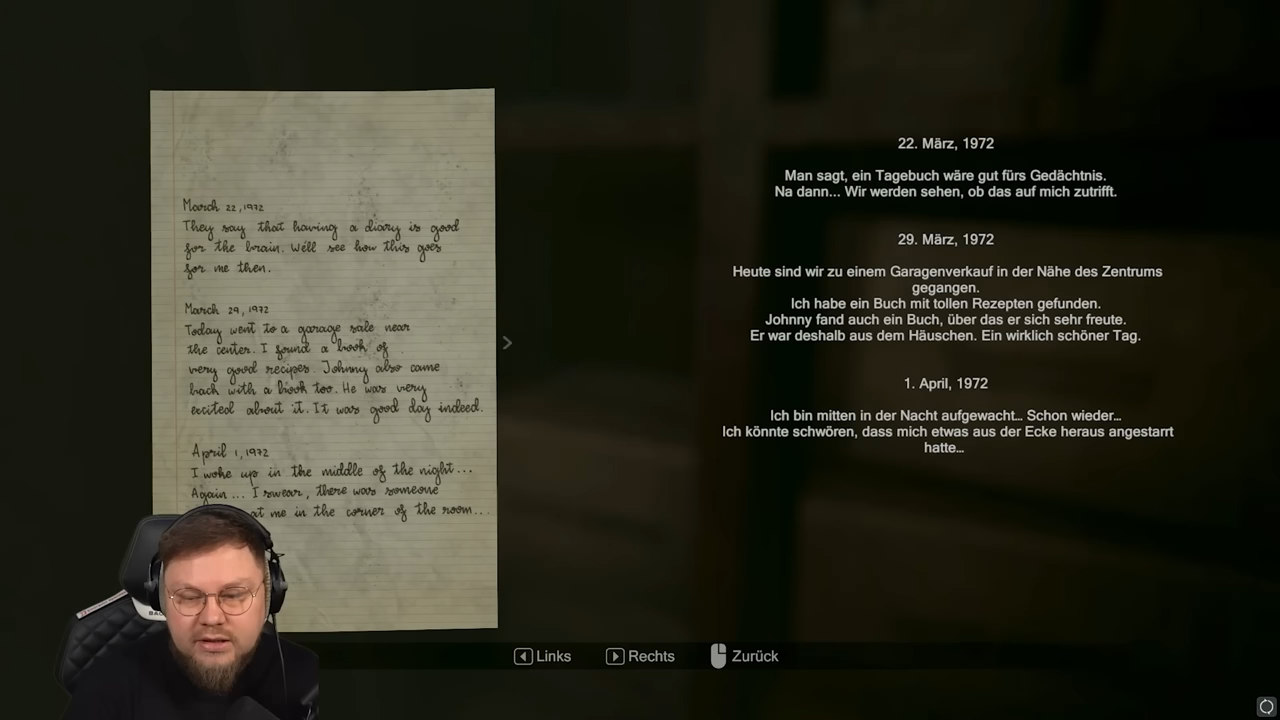 March 22, 1972
They say that having a diary is good
for the brain. We'll see how this goes
for me then.
March 29, 1972
Today went to a garage sale near
the center. I found a book of
very good recipes. Johnny also came
back with a book too. He was very
excited about it. It was good day indeed.
April 1, 1972
I woke up in the middle of the night...
Again... I swear, there was someone
at me in the corner of the room...
22. März, 1972
Man sagt, ein Tagebuch wäre gut fürs Gedächtnis.
Na dann... Wir werden sehen, ob das auf mich zutrifft.
29. März, 1972
Heute sind wir zu einem Garagenverkauf in der Nähe des Zentrums
gegangen.
Ich habe ein Buch mit tollen Rezepten gefunden.
Johnny fand auch ein Buch, über das er sich sehr freute.
Er war deshalb aus dem Häuschen. Ein wirklich schöner Tag.
1. April, 1972
Ich bin mitten in der Nacht aufgewacht... Schon wieder...
Ich könnte schwören, dass mich etwas aus der Ecke heraus angestarrt
hatte...
Links
Rechts
Zurück